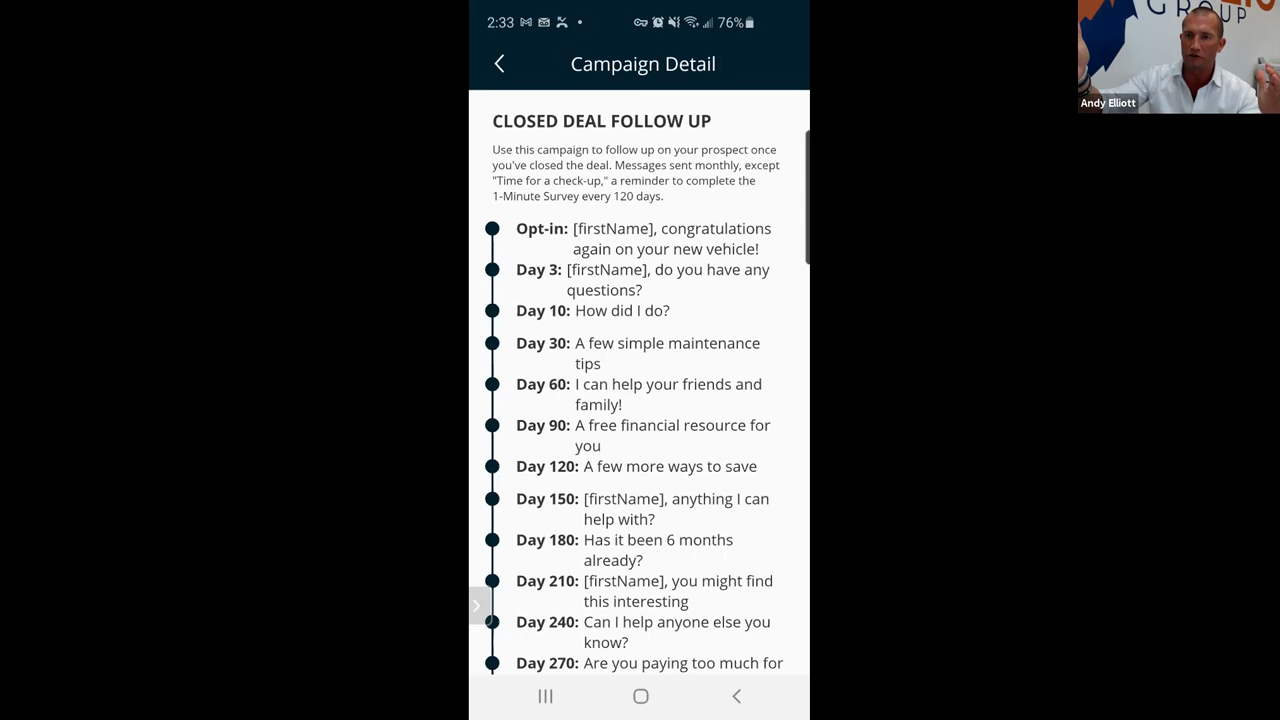 2:33
76%
Campaign Detail
CLOSED DEAL FOLLOW UP
Use this campaign to follow up on your prospect once
you've closed the deal. Messages sent monthly, except
"Time for a check-up," a reminder to complete the
1-Minute Survey every 120 days.
Opt-in: [firstName], congratulations
again on your new vehicle!
Day 3: [firstName], do you have any
questions?
Day 10: How did I do?
Day 30: A few simple maintenance
tips
Day 60: I can help your friends and
family!
Day 90: A free financial resource for
you
Day 120: A few more ways to save
Day 150: [firstName], anything I can
help with?
Day 180: Has it been 6 months
already?
Day 210: [firstName], you might find
this interesting
Day 240: Can I help anyone else you
know?
Day 270: Are you paying too much for
GROUP
Andy Elliott